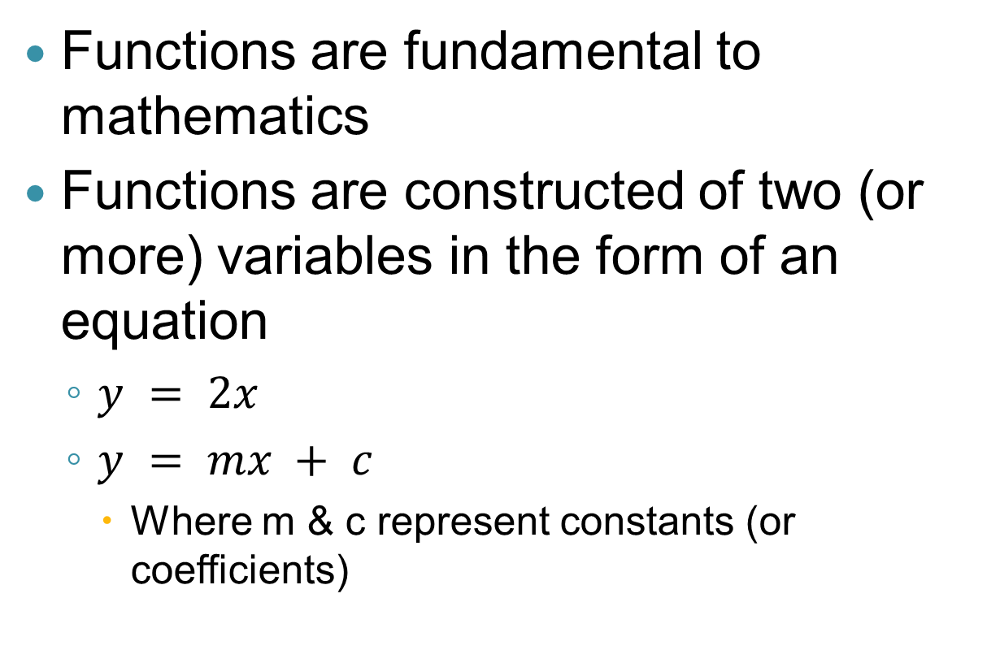 • Functions are fundamental to
mathematics
• Functions are constructed of two (or
more) variables in the form of an
equation
◦ y = 2x
◦ y = mx + c
• Where m & c represent constants (or
coefficients)